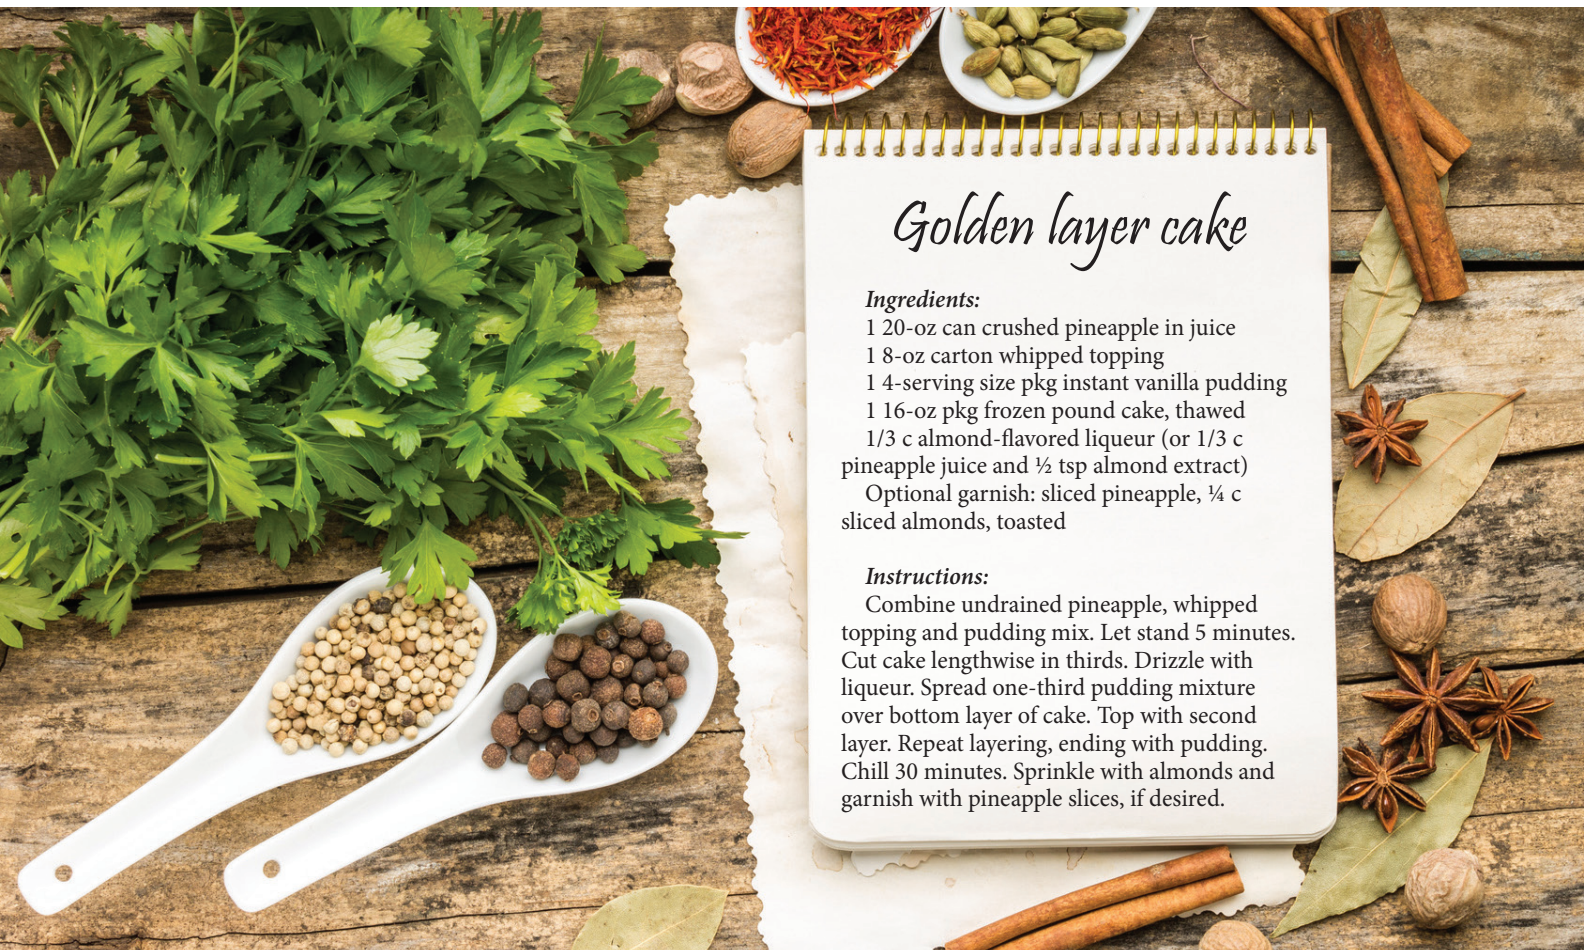 Golden layer cake
Ingredients:
1 20-oz can crushed pineapple in juice
1 8-oz carton whipped topping
1 4-serving size pkg instant vanilla pudding
1 16-oz pkg frozen pound cake, thawed
1/3 c almond-flavored liqueur (or 1/3 c
pineapple juice and ½ tsp almond extract)
Optional garnish: sliced pineapple, ¼ c
sliced almonds, toasted
Instructions:
Combine undrained pineapple, whipped
topping and pudding mix. Let stand 5 minutes.
Cut cake lengthwise in thirds. Drizzle with
liqueur. Spread one-third pudding mixture
over bottom layer of cake. Top with second
layer. Repeat layering, ending with pudding.
Chill 30 minutes. Sprinkle with almonds and
garnish with pineapple slices, if desired.